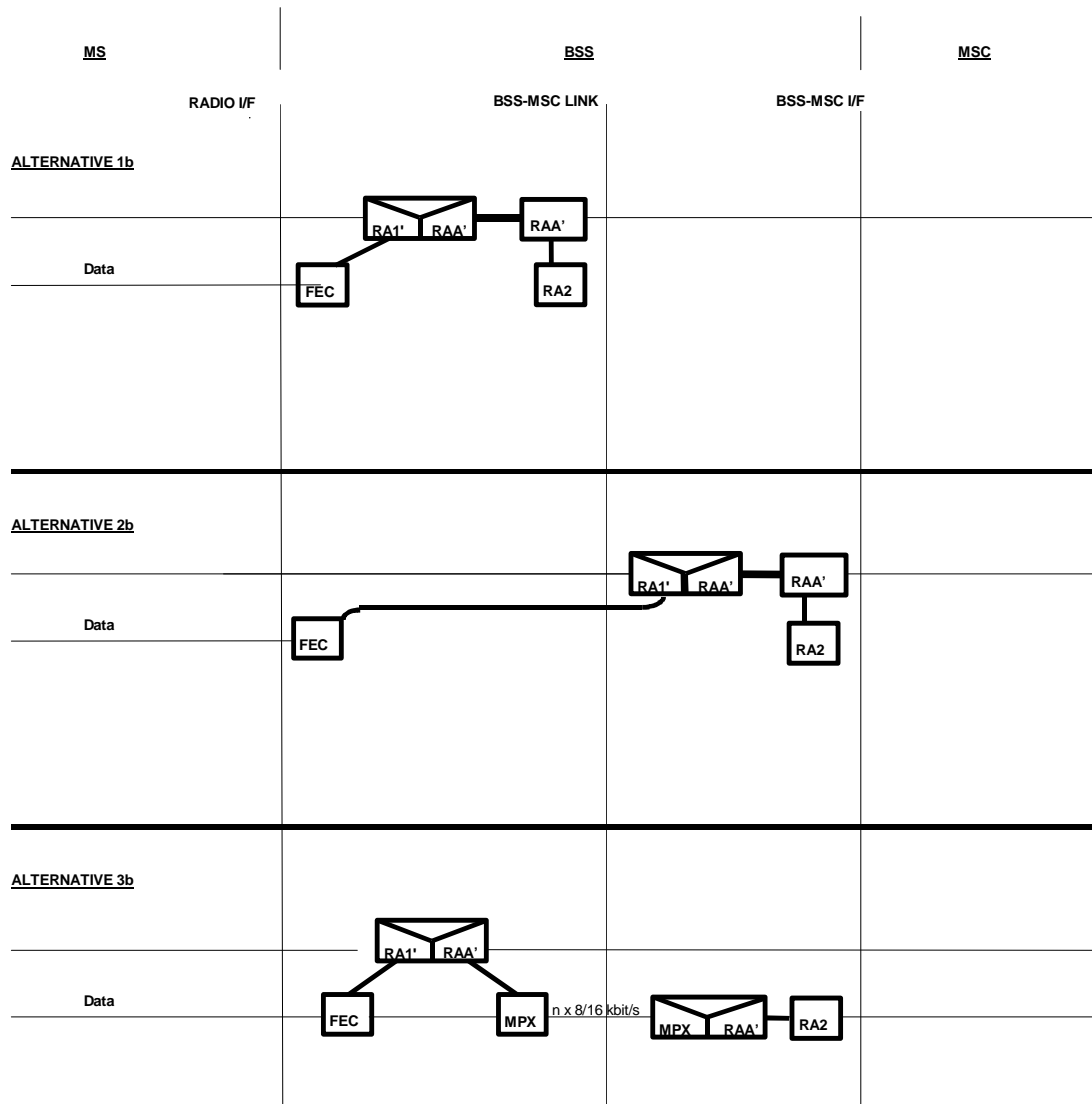 MS BSS MSC
RADIO I/F BSS-MSC LINK BSS-MSC I/F
ALTERNATIVE 1b
RA1' RAA’ RAA’
Data
FEC RA2
ALTERNATIVE 2b
RA1' RAA’ RAA’
Data
FEC RA2
ALTERNATIVE 3b
RA1' RAA’
Data
FEC MPX n x 8/16 kbit/s MPX RAA’ RA2